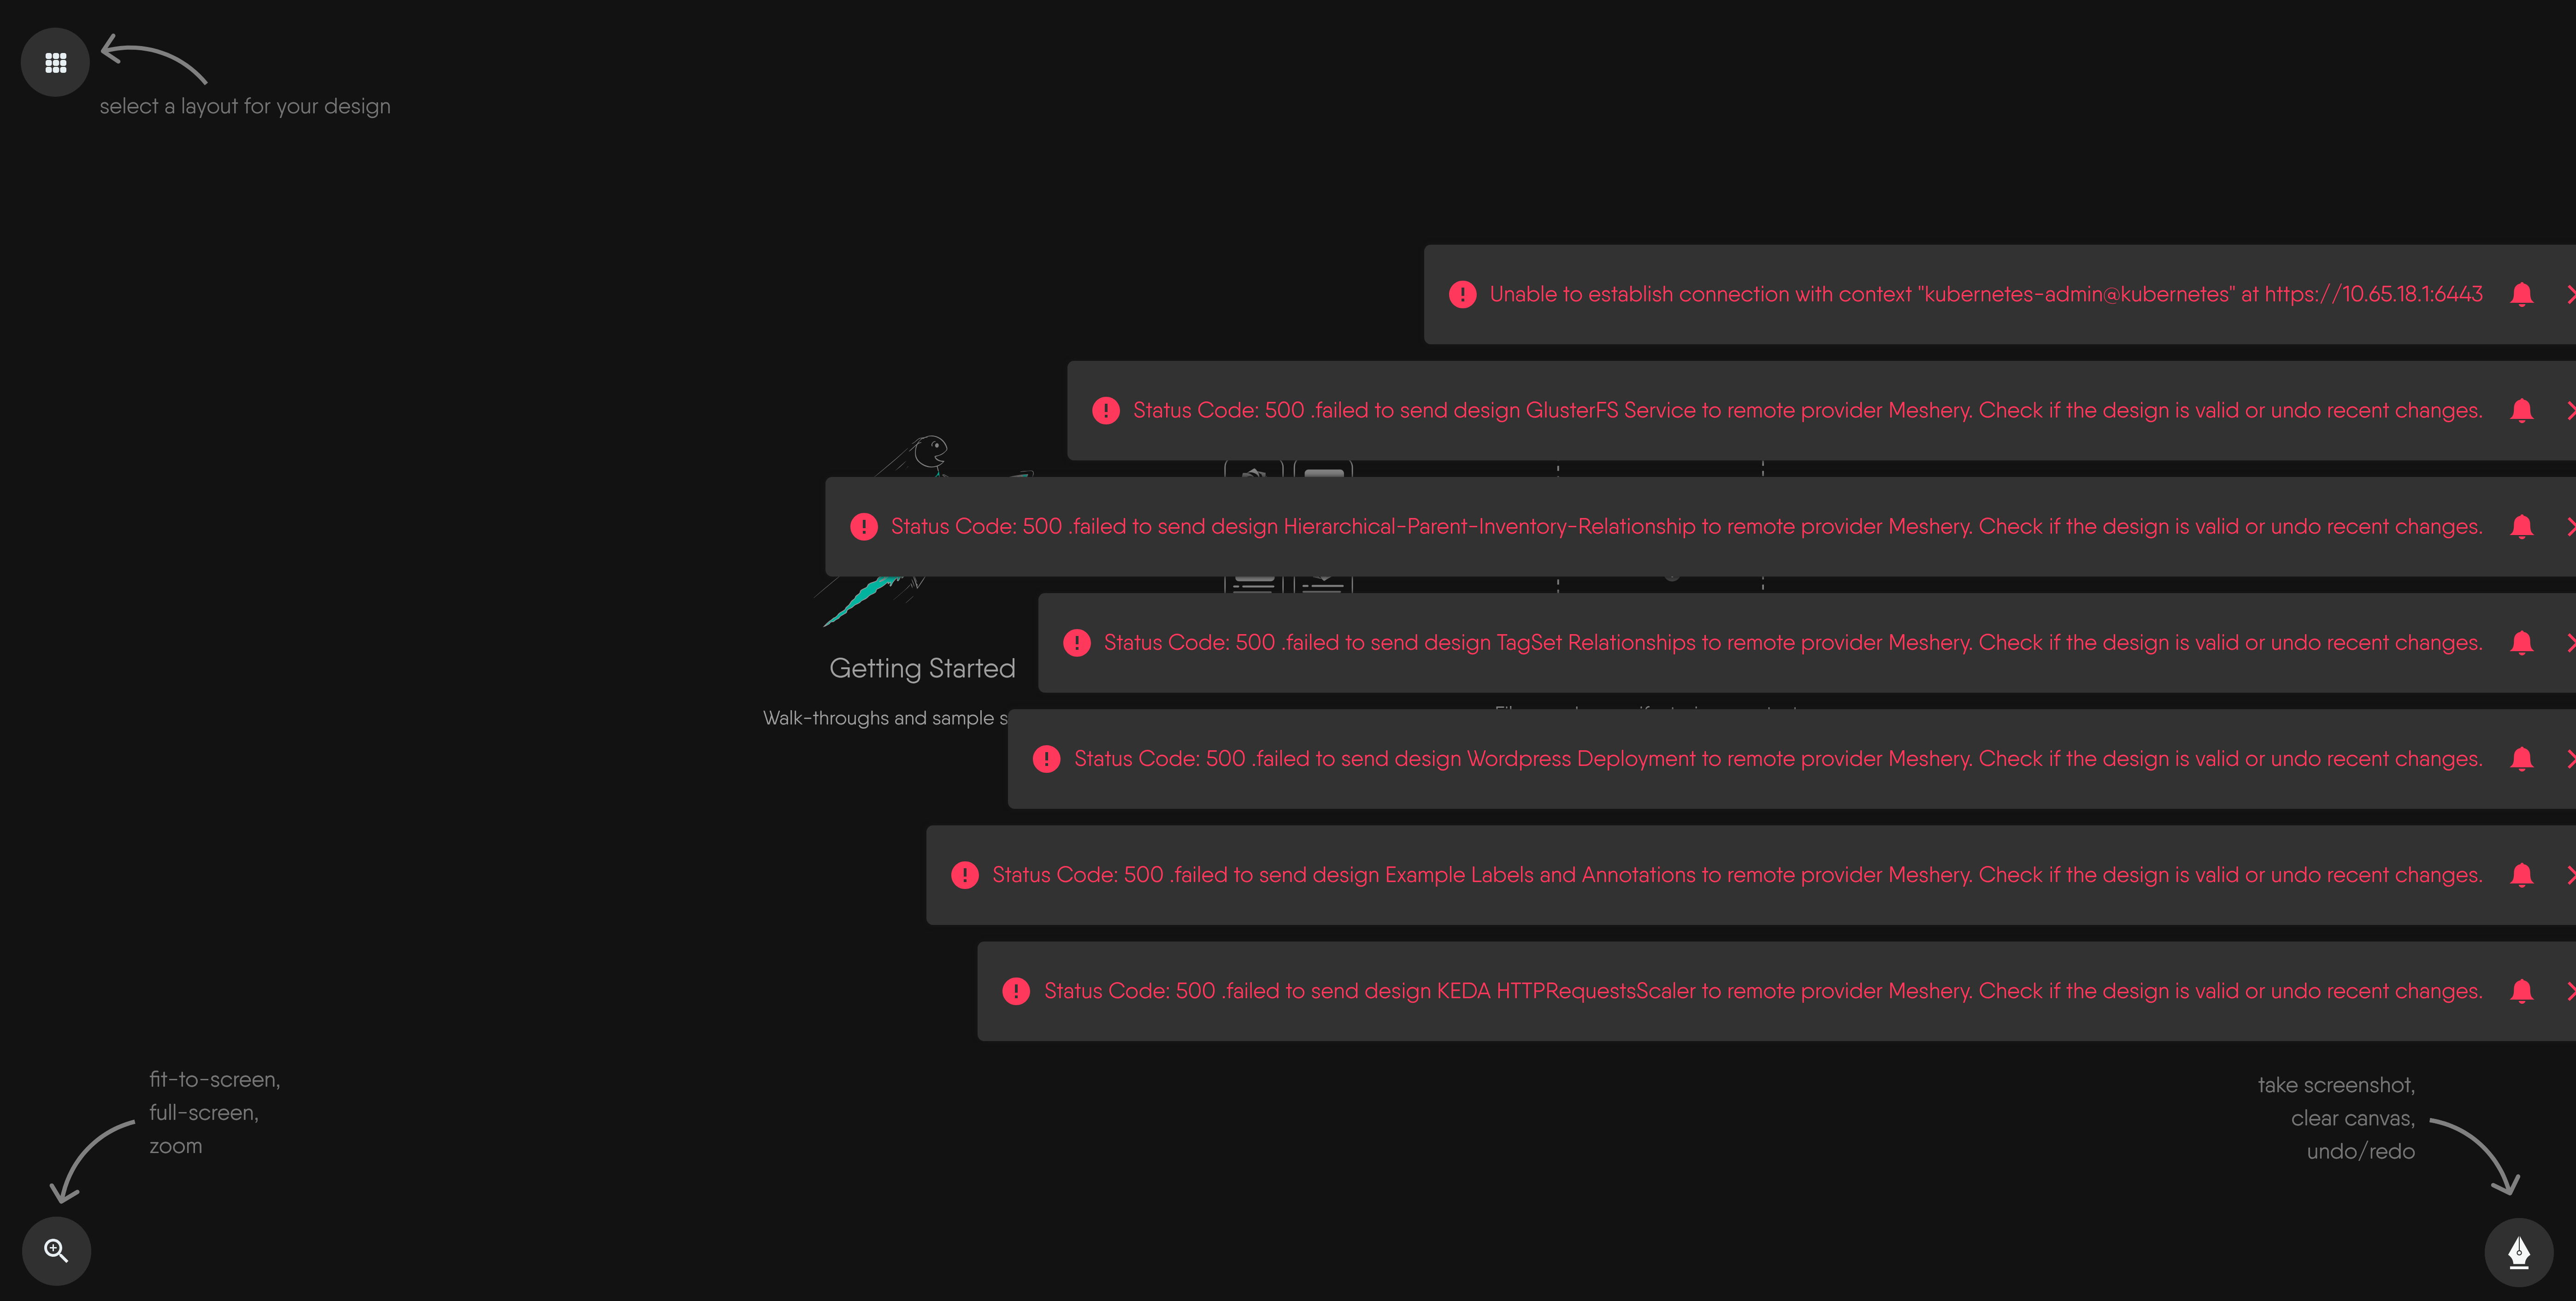 select a layout for your design
Unable to establish connection with context "kubernetes-admin@kubernetes" at https://10.65.18.1:6443
Status Code: 500 .failed to send design GlusterFS Service to remote provider Meshery. Check if the design is valid or undo recent changes.
Status Code: 500 .failed to send design Hierarchical-Parent-Inventory-Relationship to remote provider Meshery. Check if the design is valid or undo recent changes.
Status Code: 500 .failed to send design TagSet Relationships to remote provider Meshery. Check if the design is valid or undo recent changes.
Getting Started
Walk-throughs and sample s
Status Code: 500 .failed to send design Wordpress Deployment to remote provider Meshery. Check if the design is valid or undo recent changes.
Status Code: 500 .failed to send design Example Labels and Annotations to remote provider Meshery. Check if the design is valid or undo recent changes.
Status Code: 500 .failed to send design KEDA HTTPRequestsScaler to remote provider Meshery. Check if the design is valid or undo recent changes.
fit-to-screen,
full-screen,
zoom
take screenshot,
clear canvas,
undo/redo